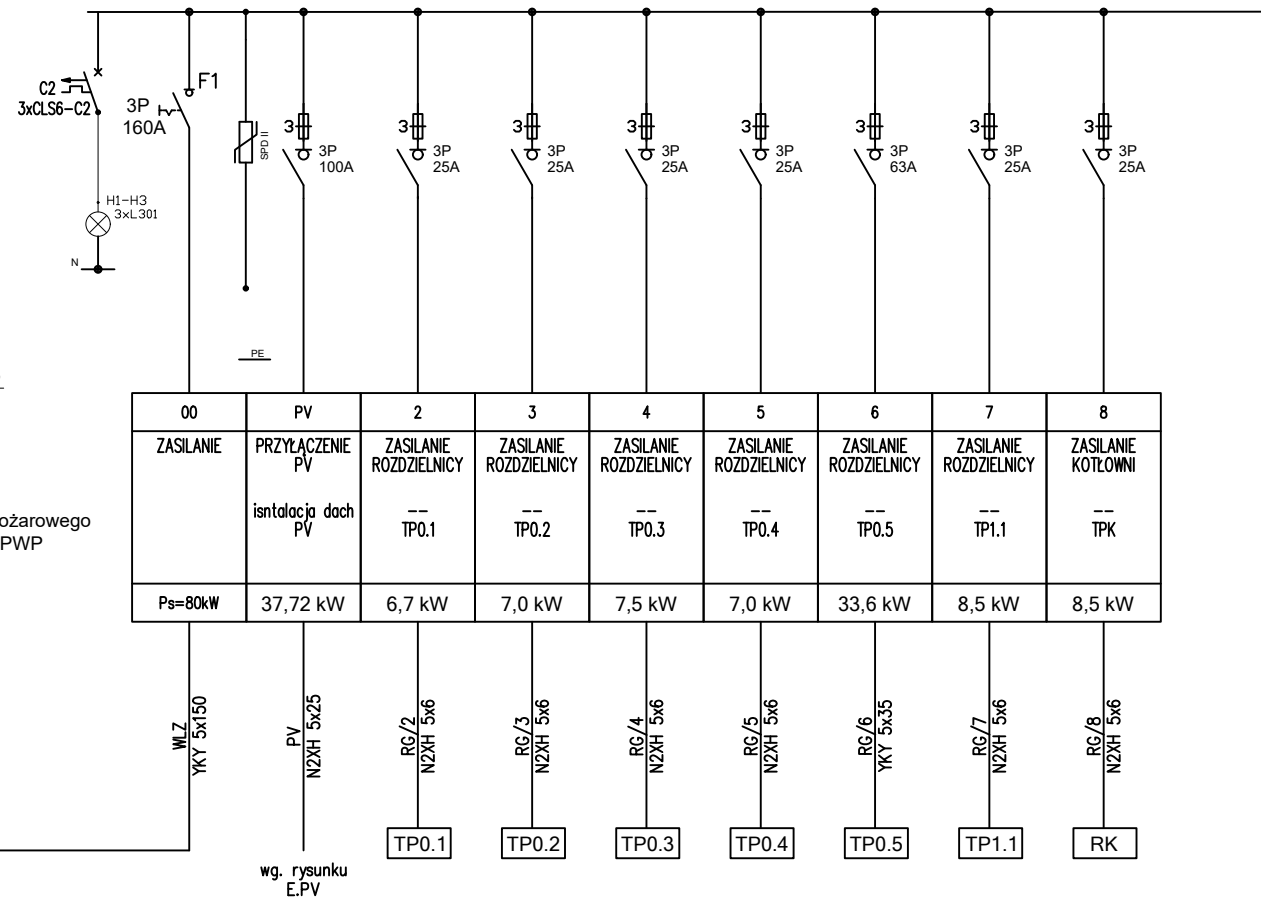 C2
3xCLS6-C2
H1-H3
3xL301
N
F1
3P
160A
SPD II
PE
3
3P
100A
3
3P
25A
3
3P
25A
3
3P
25A
3
3P
25A
3
3P
63A
3
3P
25A
3
3P
25A
ożarowego
PWP
00
PV
2
3
4
5
6
7
8
ZASILANIE
PRZYŁĄCZENIE
PV
isntalacja dach
PV
ZASILANIE
ROZDZIELNICY
--
TP0.1
ZASILANIE
ROZDZIELNICY
--
TP0.2
ZASILANIE
ROZDZIELNICY
--
TP0.3
ZASILANIE
ROZDZIELNICY
--
TP0.4
ZASILANIE
ROZDZIELNICY
--
TP0.5
ZASILANIE
ROZDZIELNICY
--
TP1.1
ZASILANIE
KOTŁOWNI
--
TPK
Ps=80kW
37,72 kW
6,7 kW
7,0 kW
7,5 kW
7,0 kW
33,6 kW
8,5 kW
8,5 kW
WLZ
YKY 5x150
PV
N2XH 5x25
RG/2
N2XH 5x6
RG/3
N2XH 5x6
RG/4
N2XH 5x6
RG/5
N2XH 5x6
RG/6
YKY 5x35
RG/7
N2XH 5x6
RG/8
N2XH 5x6
wg. rysunku
E.PV
TP0.1
TP0.2
TP0.3
TP0.4
TP0.5
TP1.1
RK